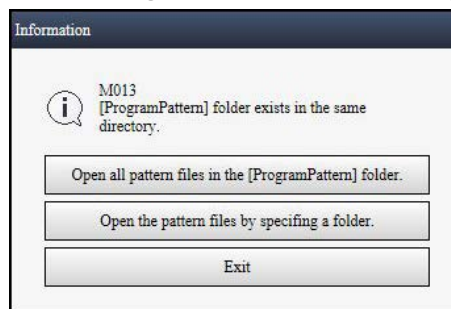 Information
M013
[ProgramPattern] folder exists in the same
directory.
Open all pattern files in the [ProgramPattern] folder.
Open the pattern files by specifing a folder.
Exit